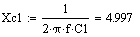 Xc1 := 1 / (2·π·f·C1) = 4.997